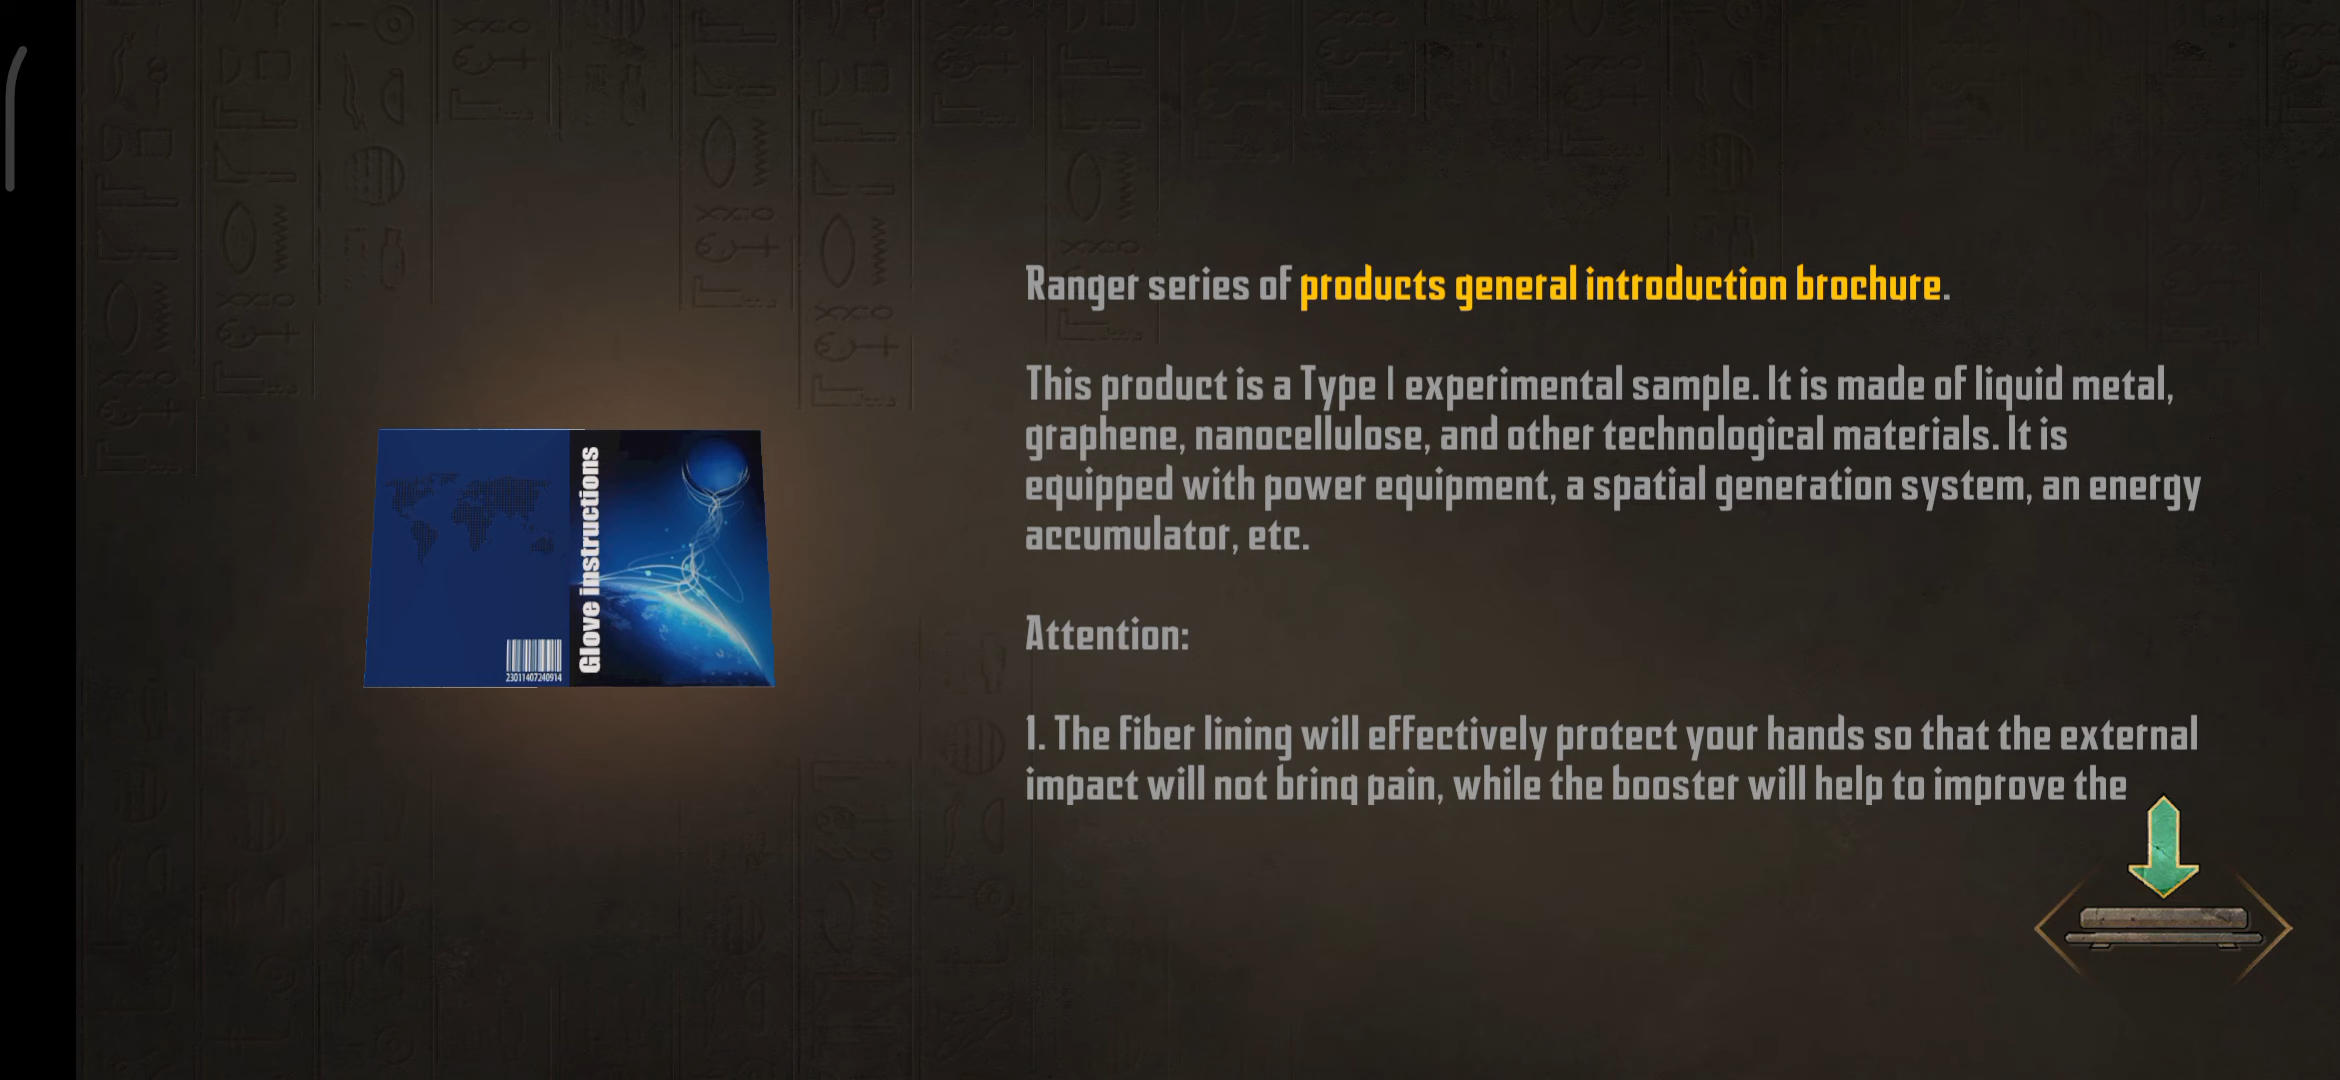 Ranger series of products general introduction brochure.
This product is a Type I experimental sample. It is made of liquid metal,
graphene, nanocellulose, and other technological materials. It is
equipped with power equipment, a spatial generation system, an energy
accumulator, etc.
Attention:
1. The fiber lining will effectively protect your hands so that the external
impact will not bring pain, while the booster will help to improve the
Glove instructions
23011407240914